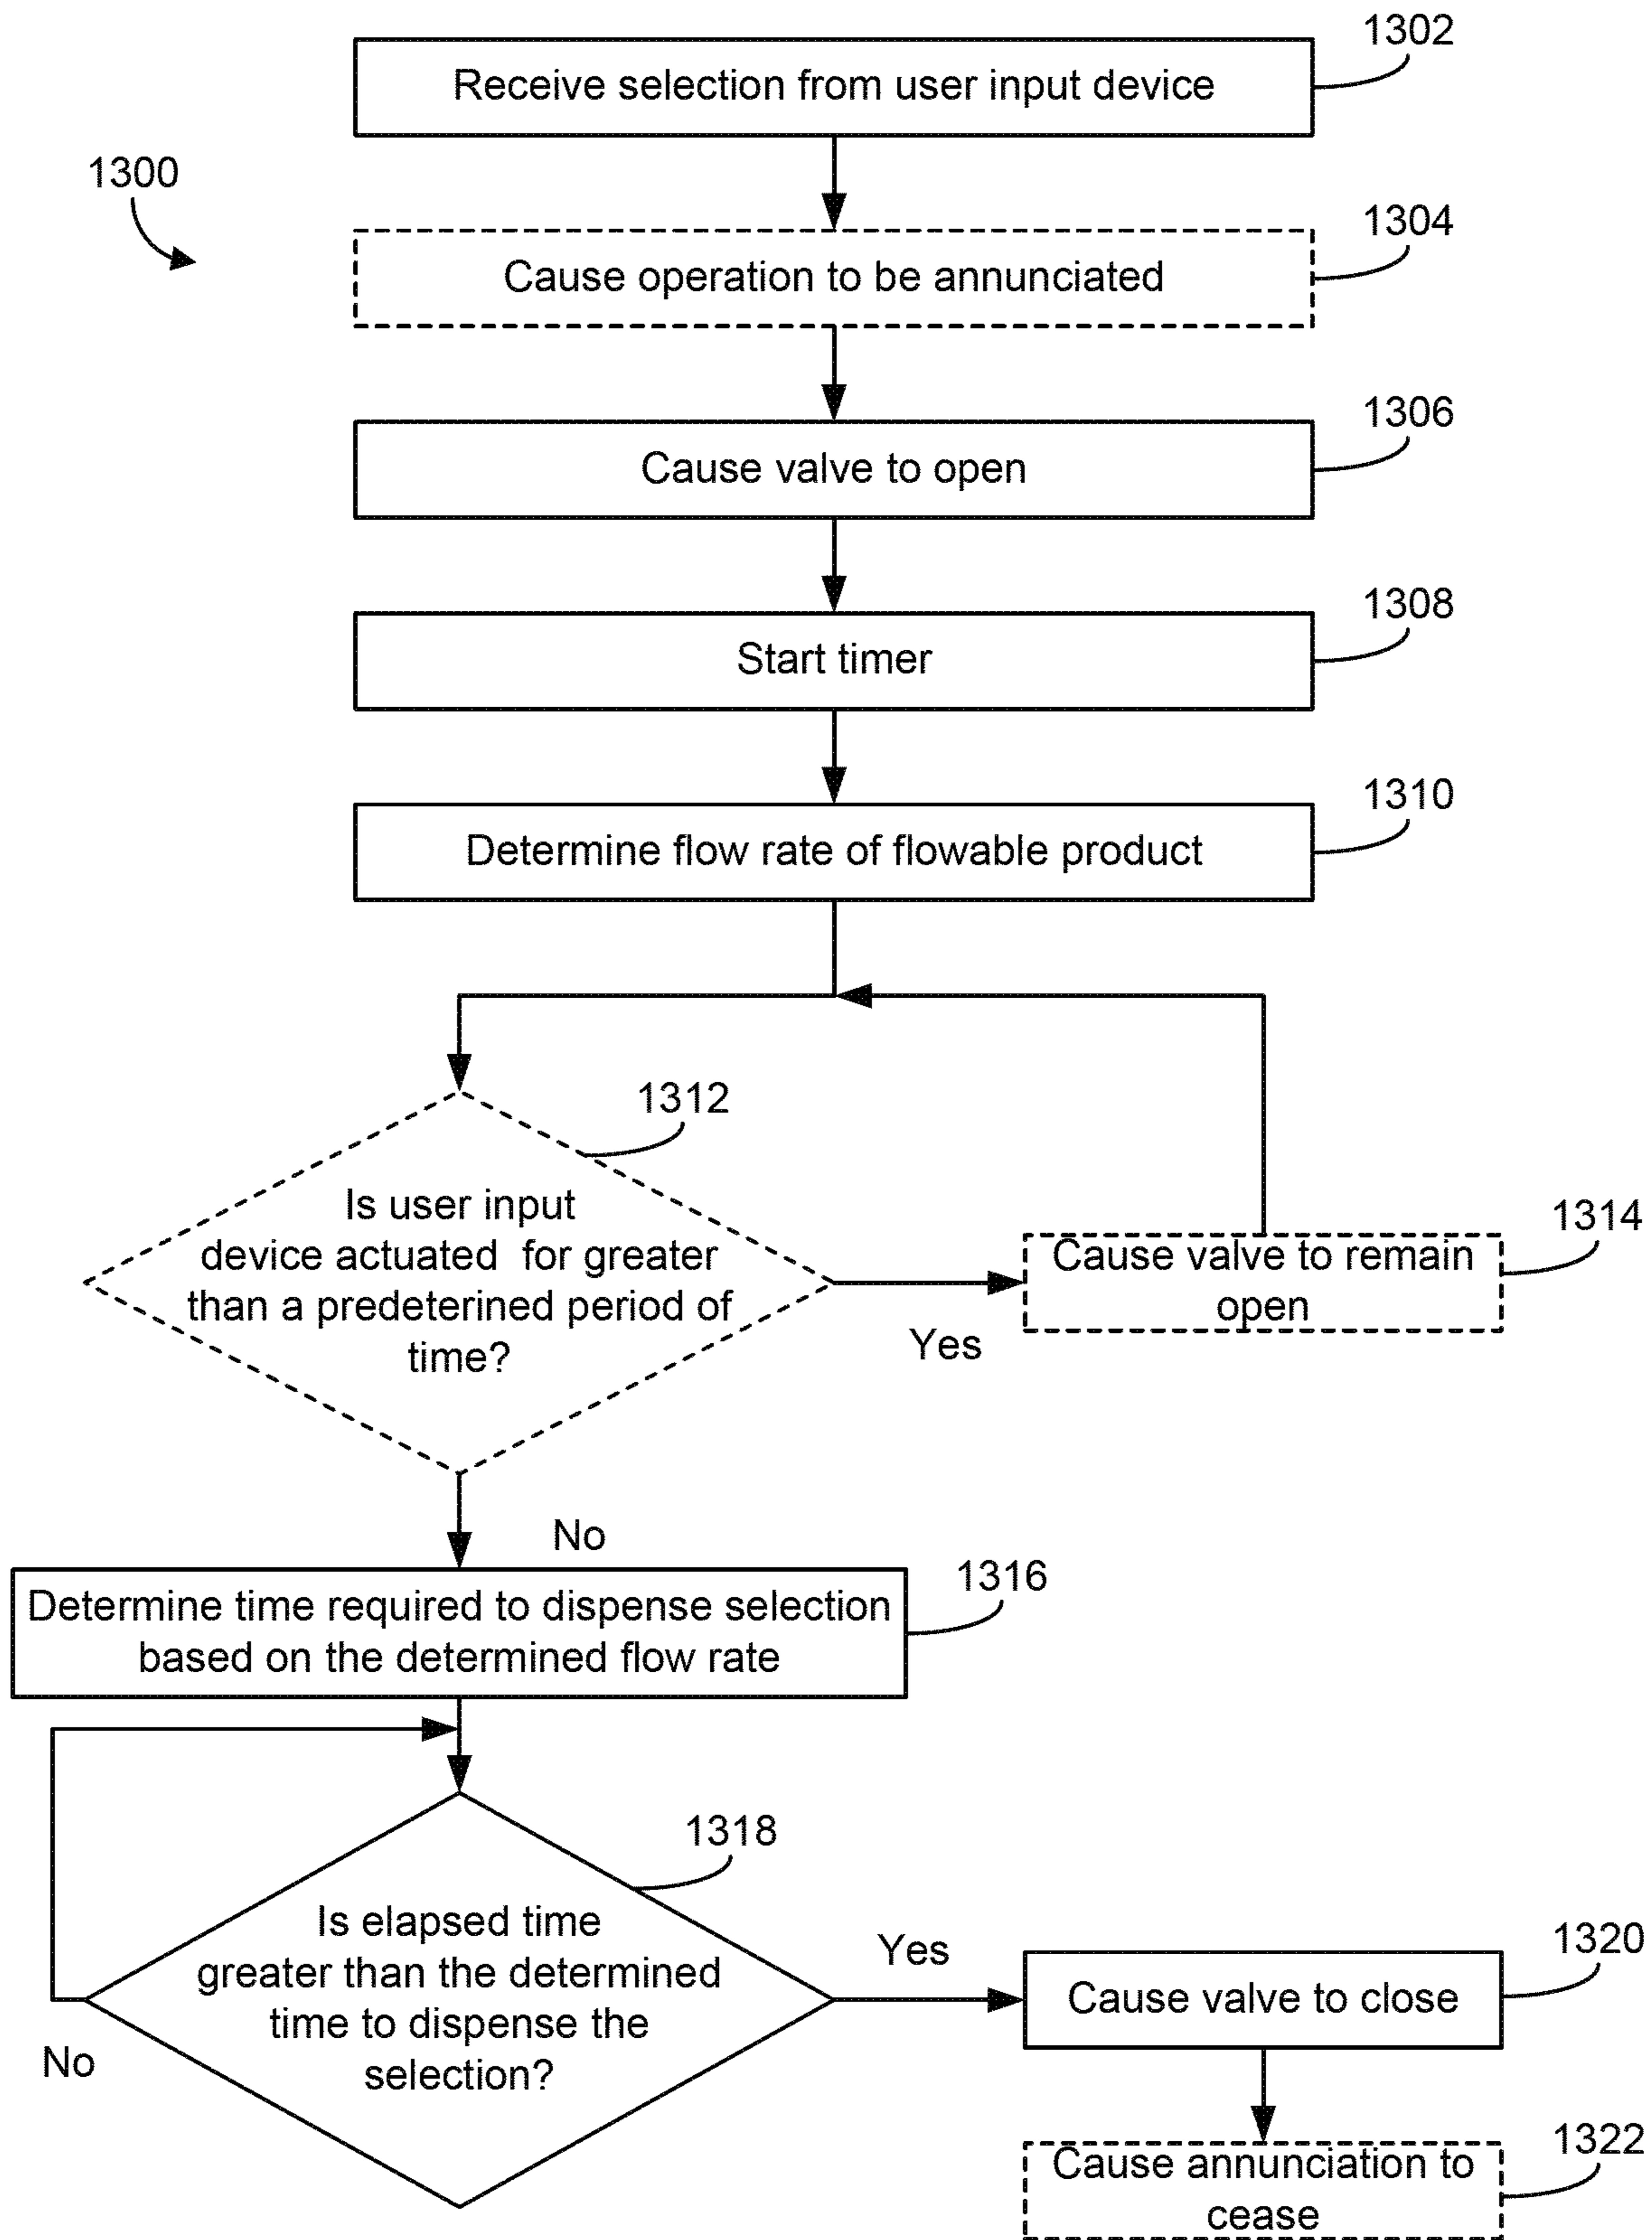 1302
Receive selection from user input device
1300
1304
Cause operation to be annunciated
1306
Cause valve to open
1308
Start timer
1310
Determine flow rate of flowable product
1312
Is user input
device actuated for greater
than a predeterined period of
time?
Yes
1314
Cause valve to remain
open
No
1316
Determine time required to dispense selection
based on the determined flow rate
1318
Is elapsed time
greater than the determined
time to dispense the
selection?
No
Yes
1320
Cause valve to close
1322
Cause annunciation to
cease